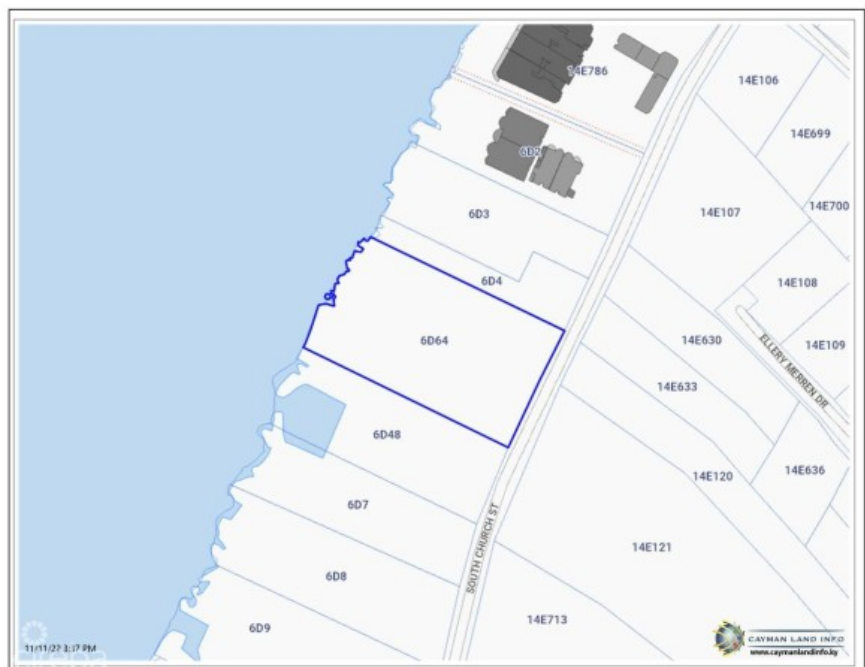 14E786
14E106
14E699
6D2
14E700
6D3
14E107
6D4
14E108
6D64
14E630
14E109
ELLERY MERREN DR
14E633
6D48
14E120
14E636
6D7
SOUTH CHURCH ST
14E121
6D8
14E713
6D9
CAYMAN LAND INFO
www.caymanlandinfo.ky